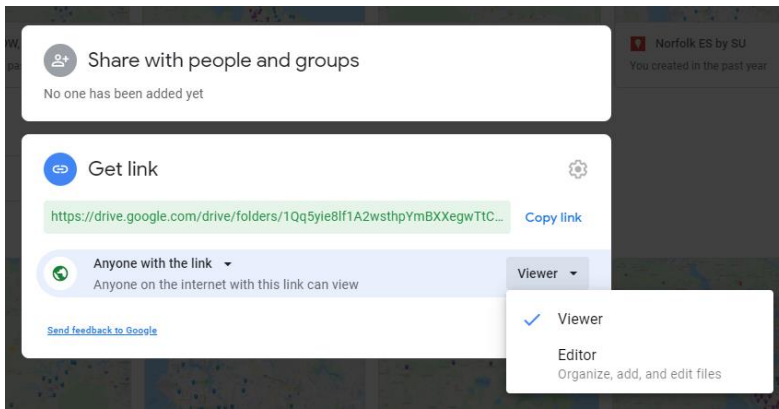 Share with people and groups
No one has been added yet
Norfolk ES by SU
You created in the past year
Get link
https://drive.google.com/drive/folders/1Qq5yie8lf1A2wsthpYmBXXegwTtC...
Copy link
Anyone with the link
Anyone on the internet with this link can view
Viewer
Send feedback to Google
Viewer
Editor
Organize, add, and edit files